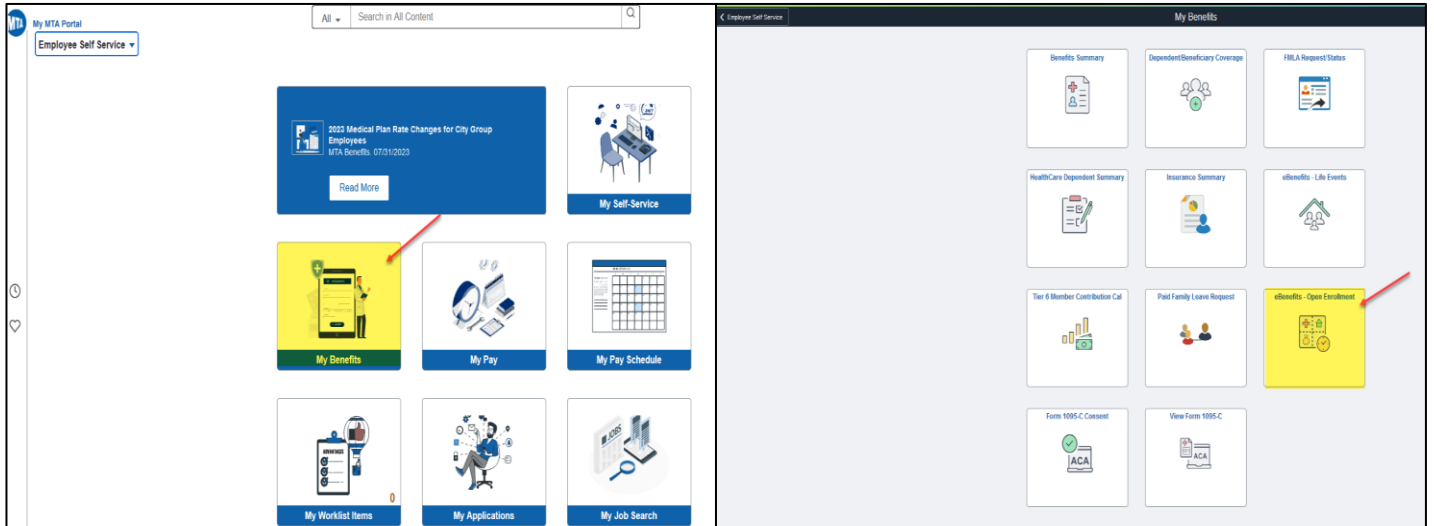 MTA
My MTA Portal
All
Search in All Content
Employee Self Service
2023 Medical Plan Rate Changes for City Group
Employees
MTA Benefits. 07/31/2023
Read More
My Self-Service
My Benefits
My Pay
My Pay Schedule
ADVANTAGES
0
JOBS
My Worklist Items
My Applications
My Job Search
Employee Self Service
My Benefits
Benefits Summary
Dependent/Beneficiary Coverage
FMLA Request/Status
HealthCare Dependent Summary
Insurance Summary
eBenefits - Life Events
Tier 6 Member Contribution Cal
Paid Family Leave Request
eBenefits - Open Enrollment
Form 1095-C Consent
View Form 1095-C
ACA
ACA